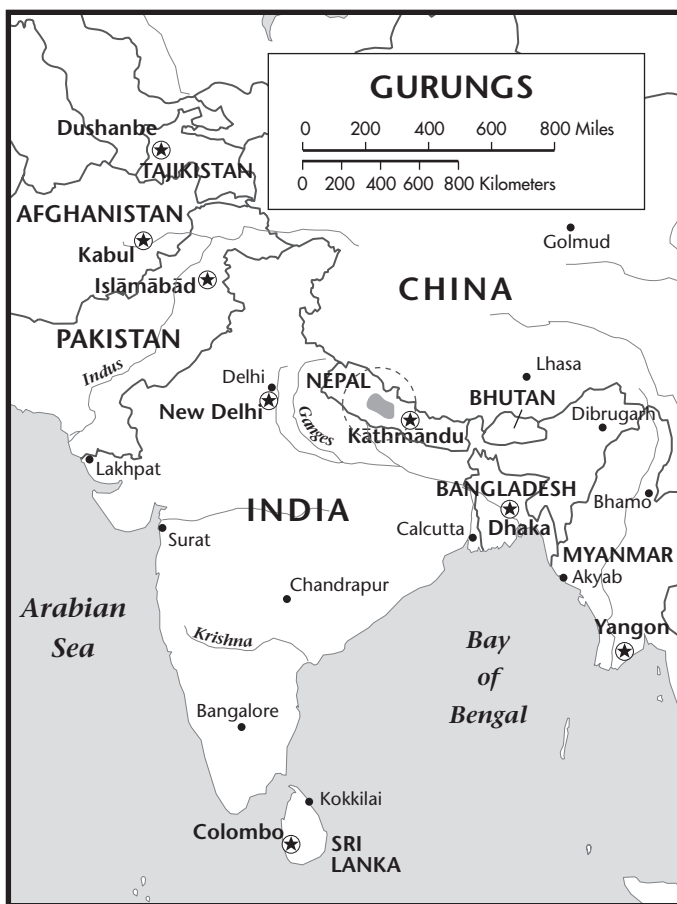 GURUNGS
0 200 400 600 800 Miles
0 200 400 600 800 Kilometers
Dushanbe
TAJIKISTAN
AFGHANISTAN
Kabul
Islāmābād
Golmud
CHINA
PAKISTAN
Indus
Delhi
New Delhi
Ganges
NEPAL
Kāthmāndu
Lhasa
BHUTAN
Dibrugarh
Lakhpat
INDIA
BANGLADESH
Dhaka
Bhamo
Surat
Calcutta
MYANMAR
Akyab
Chandrapur
Arabian
Sea
Krishna
Yangon
Bay
of
Bengal
Bangalore
Kokkilai
Colombo
SRI
LANKA